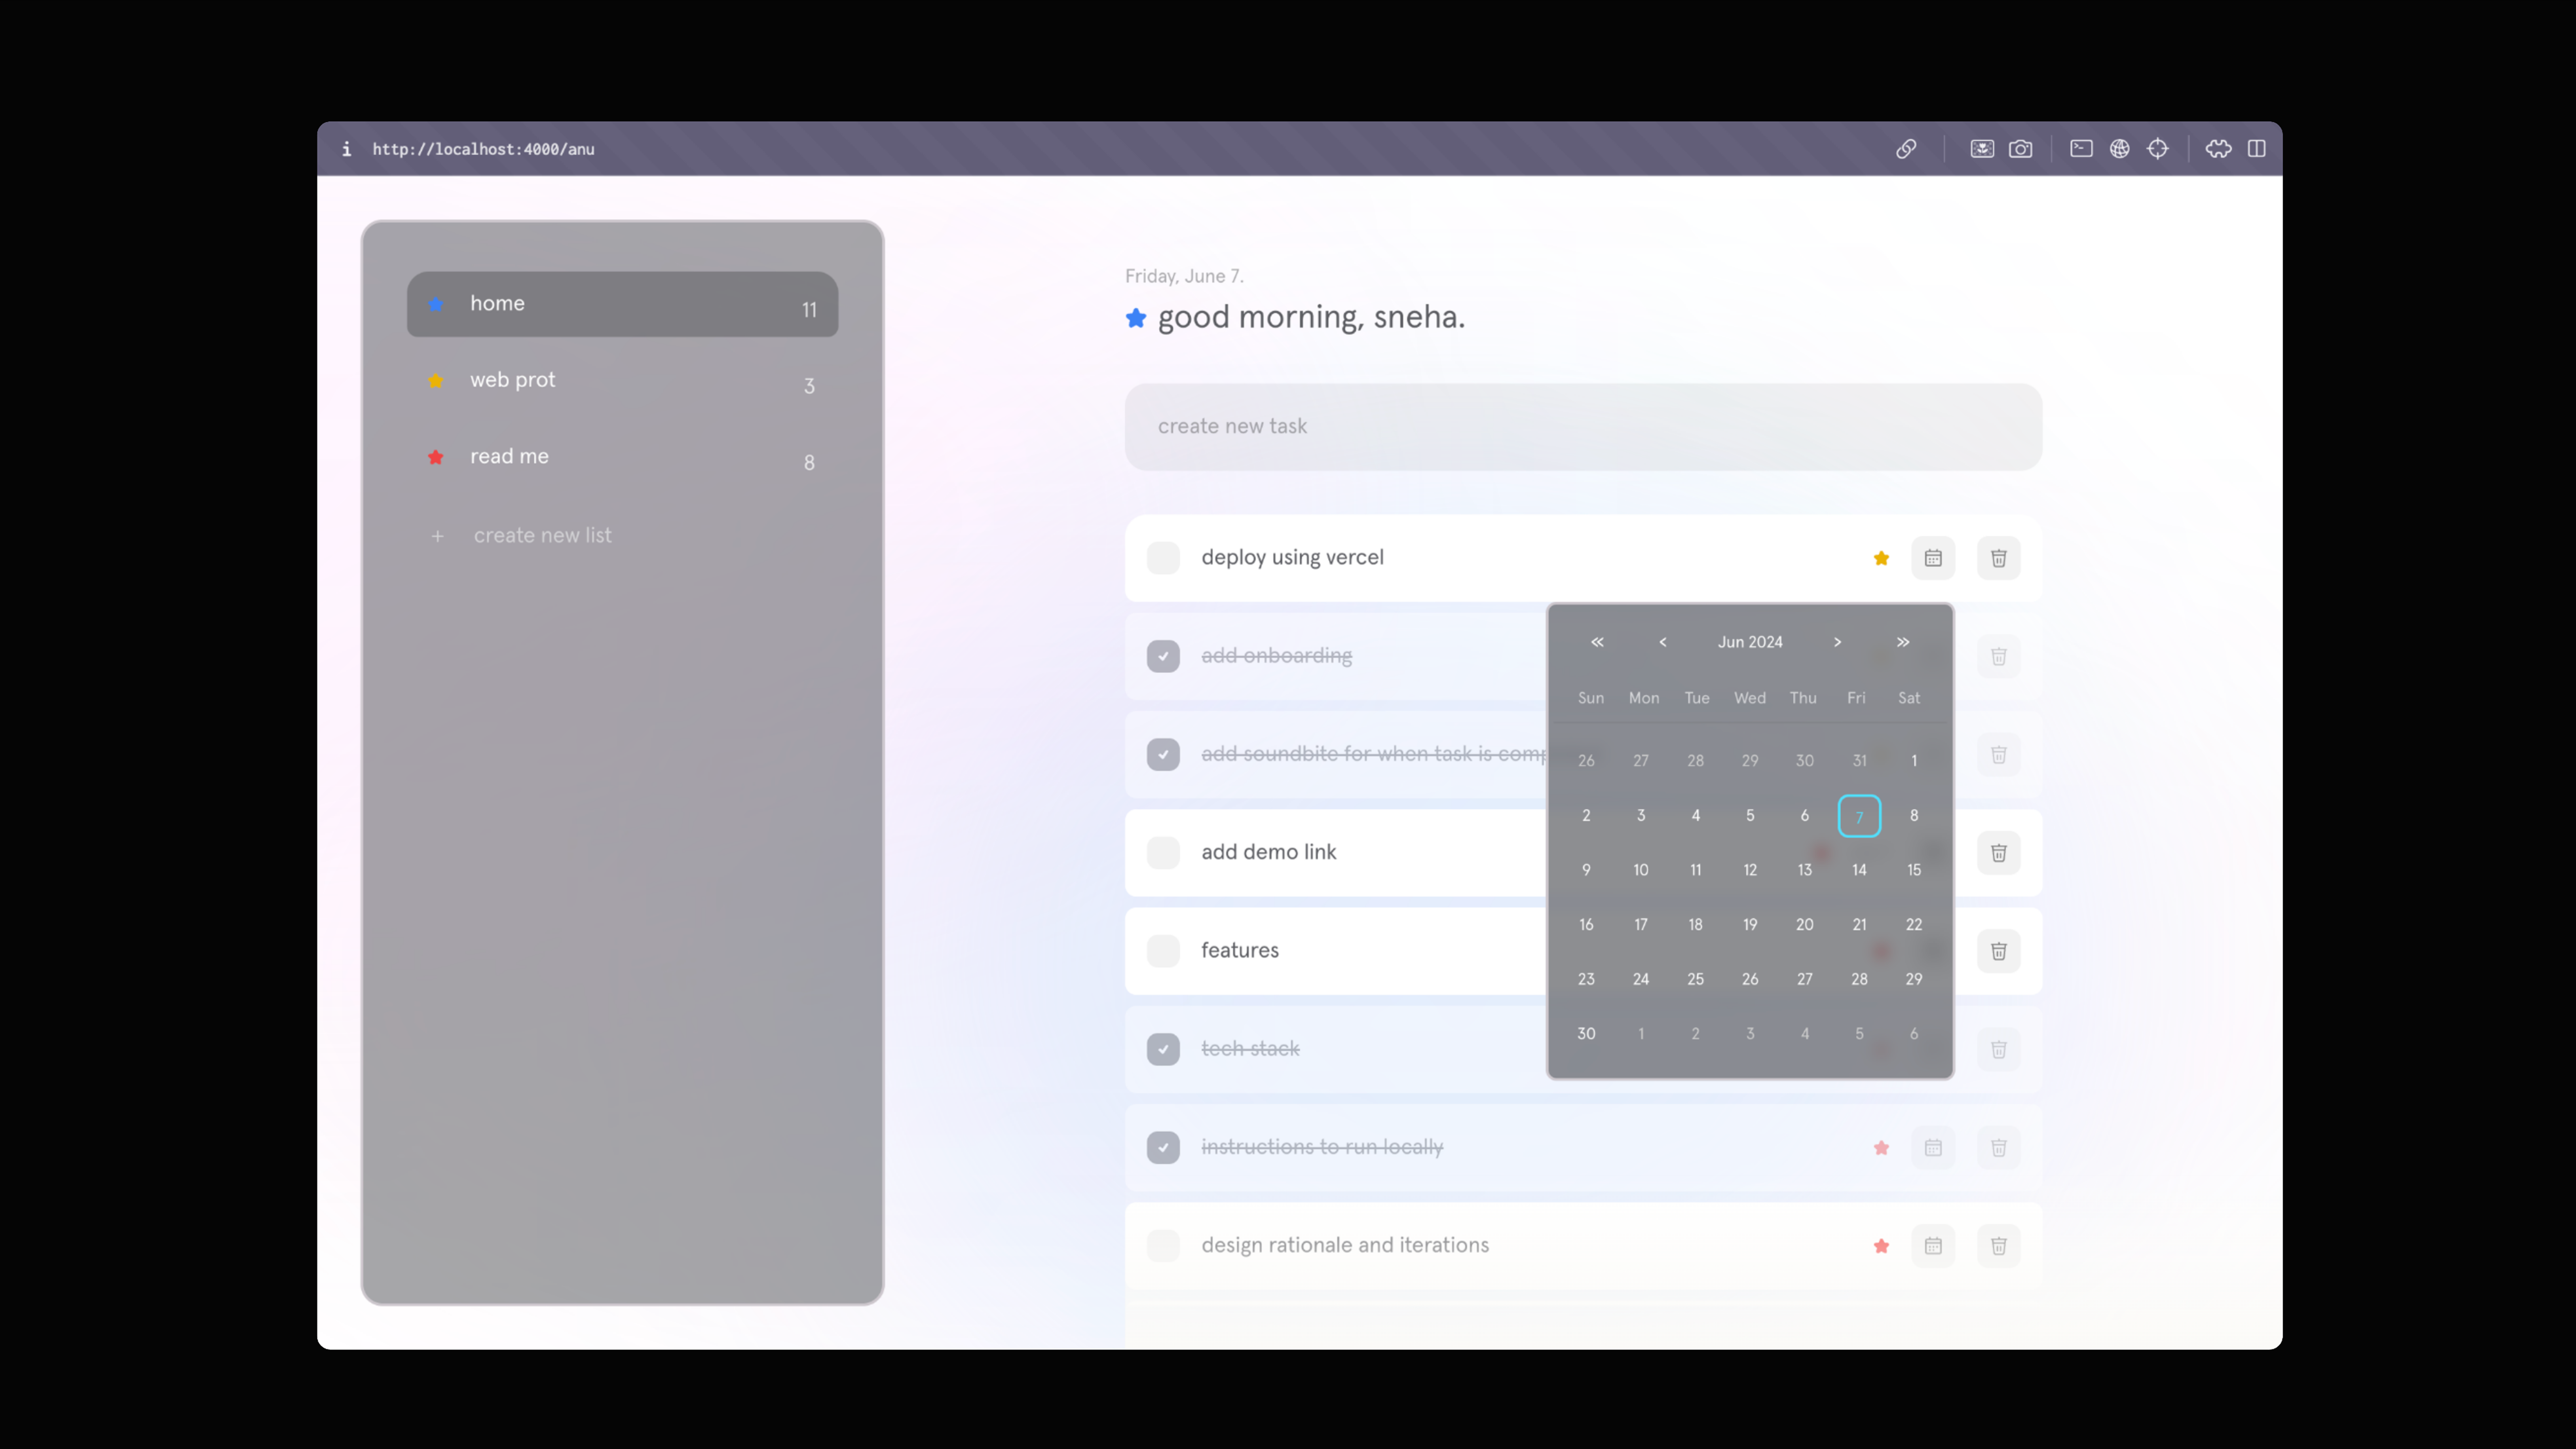 i http://localhost:4000/anu
home 11
web prot 3
read me 8
+ create new list
Friday, June 7.
good morning, sneha.
create new task
deploy using vercel
add onboarding
add soundbite for when task is
add demo link
features
tech stack
instructions to run locally
design rationale and iterations
« < Jun 2024 > »
Sun Mon Tue Wed Thu Fri Sat
26 27 28 29 30 31 1
2 3 4 5 6 7 8
9 10 11 12 13 14 15
16 17 18 19 20 21 22
23 24 25 26 27 28 29
30 1 2 3 4 5 6